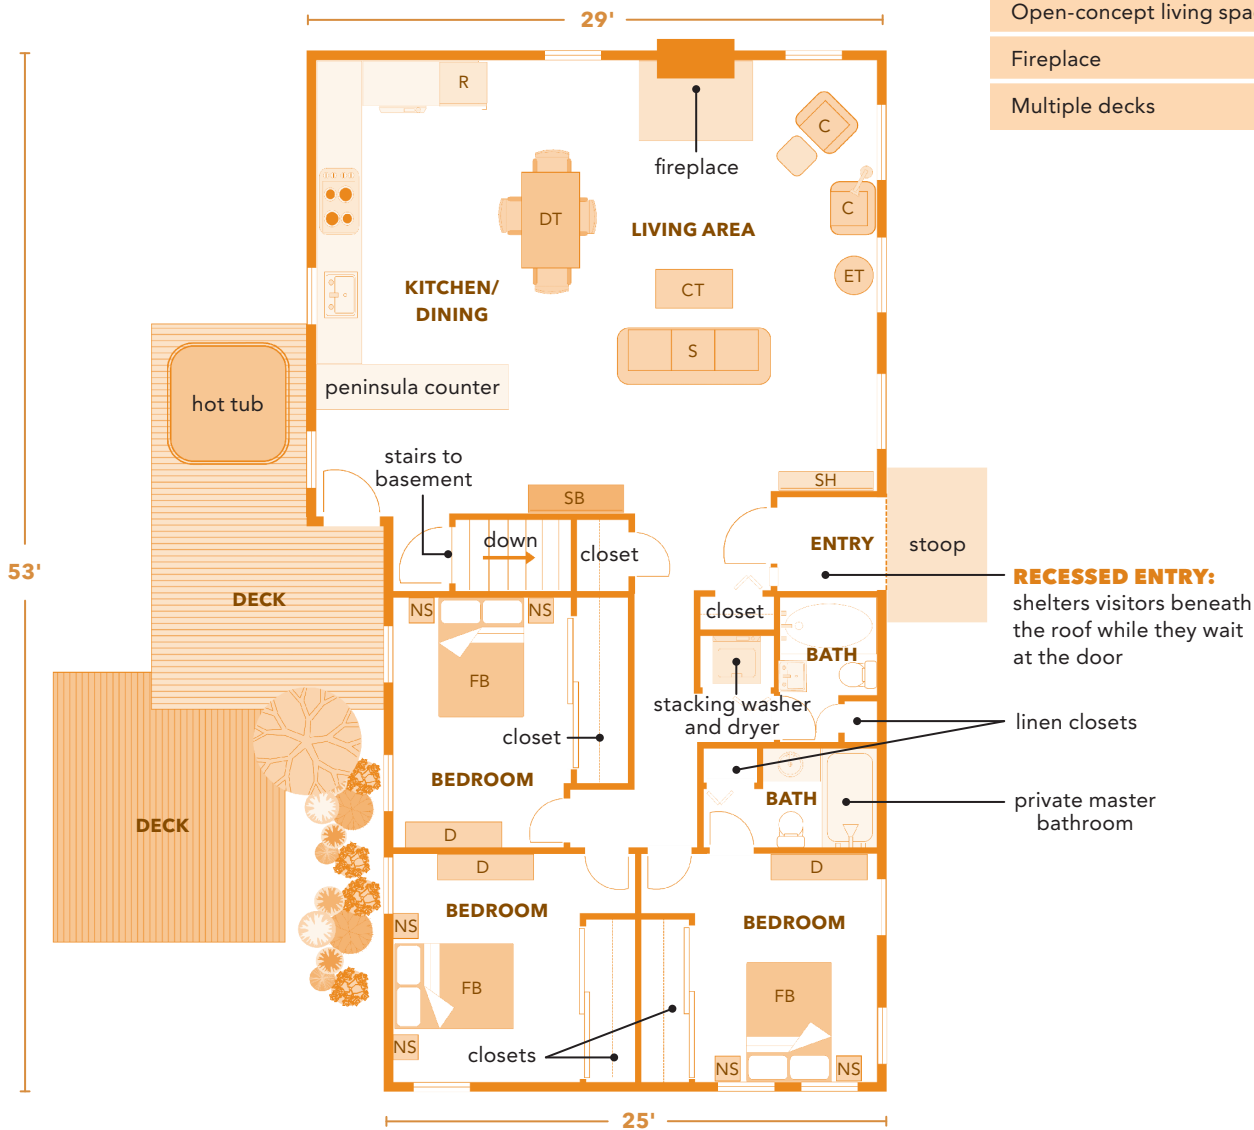 29'
Open-concept living spa
Fireplace
Multiple decks
R
C
fireplace
C
DT
LIVING AREA
ET
CT
KITCHEN/
DINING
S
peninsula counter
hot tub
stairs to
basement
SH
SB
down
closet
ENTRY
stoop
53'
RECESSED ENTRY:
shelters visitors beneath
the roof while they wait
at the door
DECK
NS
NS
closet
BATH
FB
stacking washer
and dryer
linen closets
closet
BEDROOM
BATH
private master
bathroom
DECK
D
D
D
BEDROOM
BEDROOM
NS
FB
FB
NS
closets
NS
NS
25'